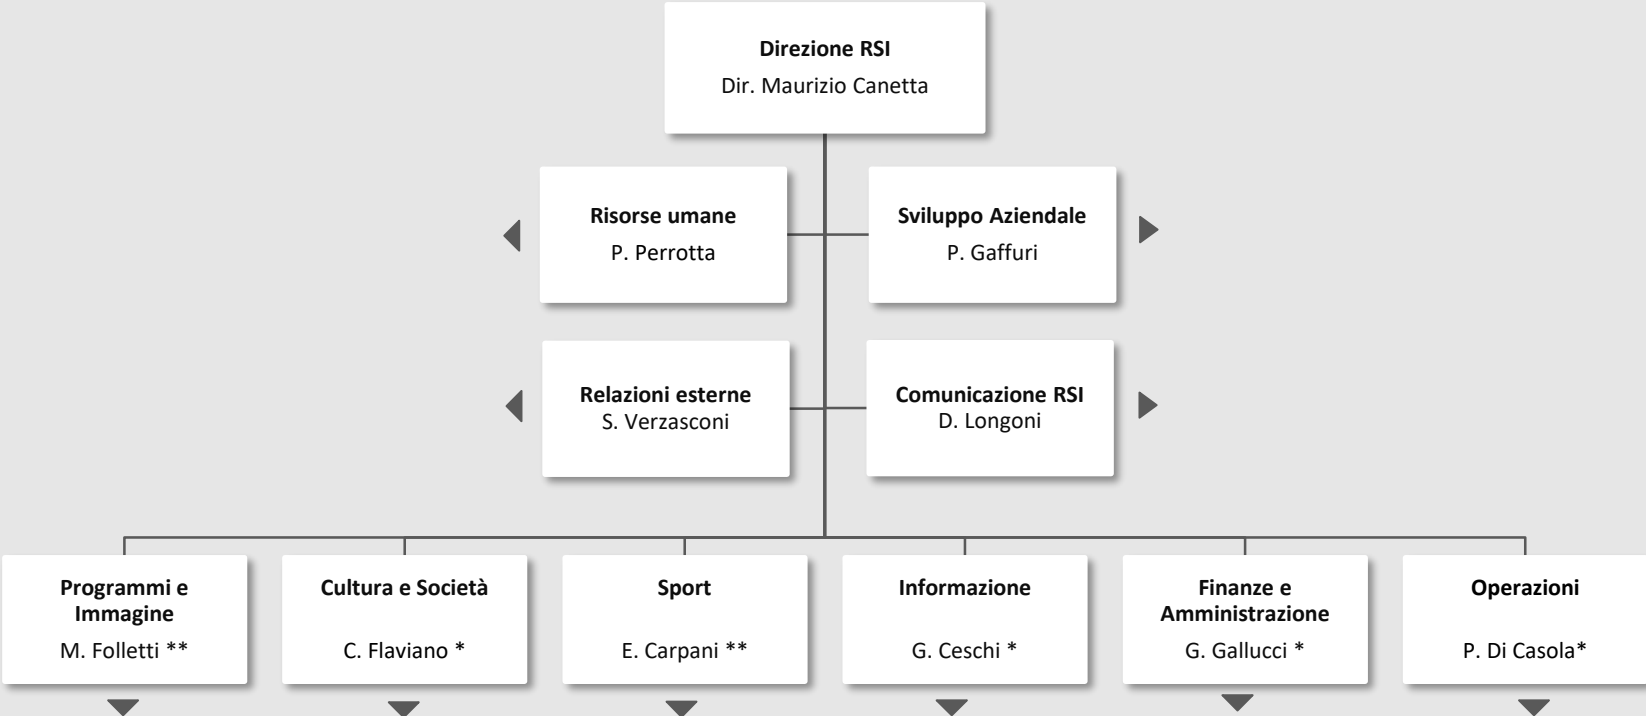 Direzione RSI
Dir. Maurizio Canetta
Risorse umane
P. Perrotta
Sviluppo Aziendale
P. Gaffuri
Relazioni esterne
S. Verzasconi
Comunicazione RSI
D. Longoni
Programmi e
Immagine
M. Folletti **
Cultura e Società
C. Flaviano *
Sport
E. Carpani **
Informazione
G. Ceschi *
Finanze e
Amministrazione
G. Gallucci *
Operazioni
P. Di Casola*